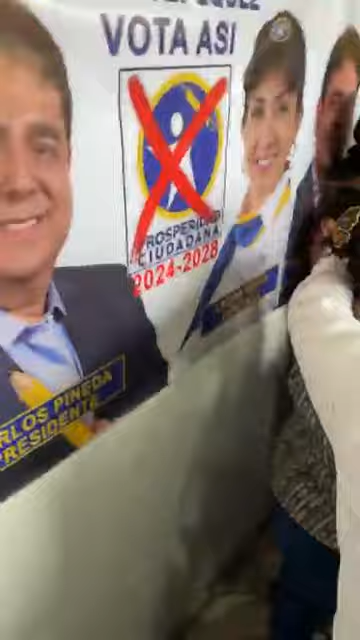 VOTA ASI
PROSPERIDAD
CIUDADANA
2024-2028
RLOS PINEDA
PRESIDENTE